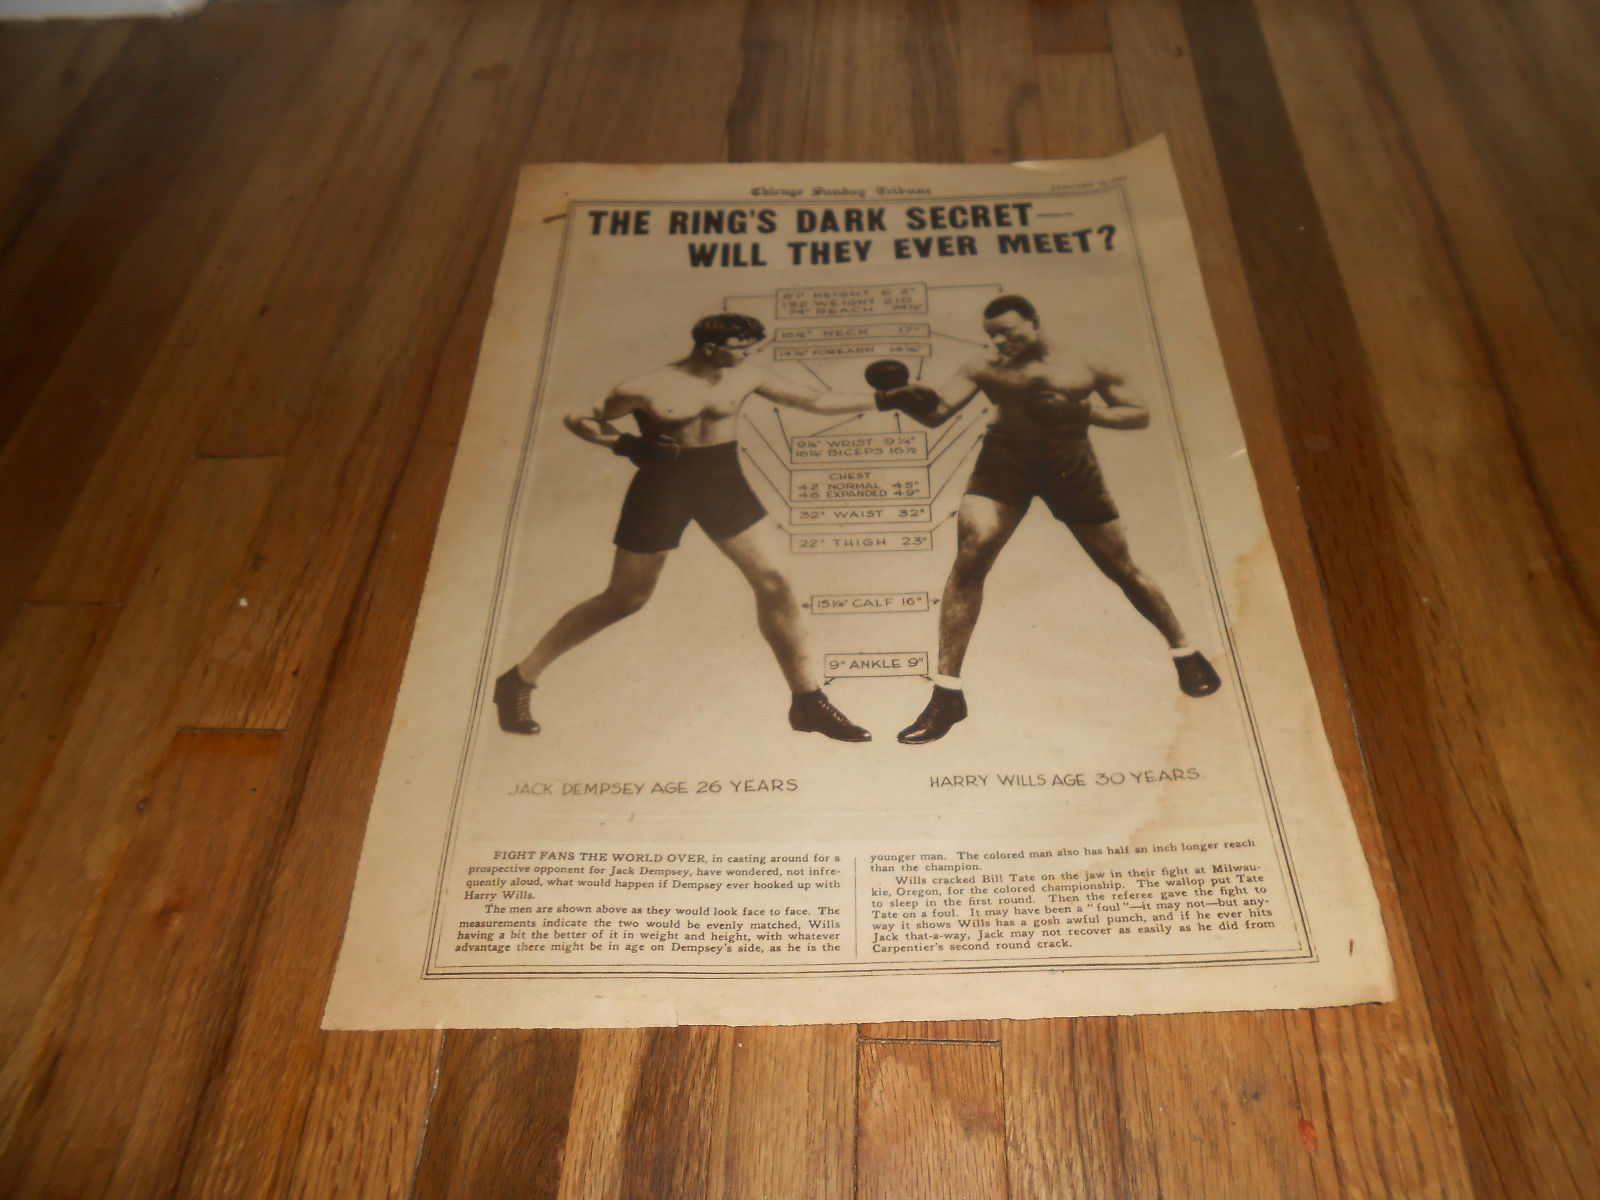 Chicago Sunday Tribune
JANUARY
THE RING'S DARK SECRET—
WILL THEY EVER MEET?
6'1" HEIGHT 6' 2"
192 WEIGHT 210
74" REACH 74½"
NECK 17"
14¼" FOREARM 14¼"
9¼" WRIST 9¼"
16¼" BICEPS 16½
CHEST
42 NORMAL 45"
46 EXPANDED 49"
32" WAIST 32"
22" THIGH 23"
15¼" CALF 16"
9" ANKLE 9"
JACK DEMPSEY AGE 26 YEARS
HARRY WILLS AGE 30 YEARS
FIGHT FANS THE WORLD OVER, in casting around for a
prospective opponent for Jack Dempsey, have wondered, not infre-
quently aloud, what would happen if Dempsey ever hooked up with
Harry Wills.
The men are shown above as they would look face to face. The
measurements indicate the two would be evenly matched, Wills
having a bit the better of it in weight and height, with whatever
advantage there might be in age on Dempsey's side, as he is the
younger man. The colored man also has half an inch longer reach
than the champion.
Wills cracked Bill Tate on the jaw in their fight at Milwau-
kie, Oregon, for the colored championship. The wallop put Tate
to sleep in the first round. Then the referee gave the fight to
Tate on a foul. It may have been a "foul"—it may not—but any-
way it shows Wills has a gosh awful punch, and if he ever hits
Jack that-a-way, Jack may not recover as easily as he did from
Carpentier's second round crack.